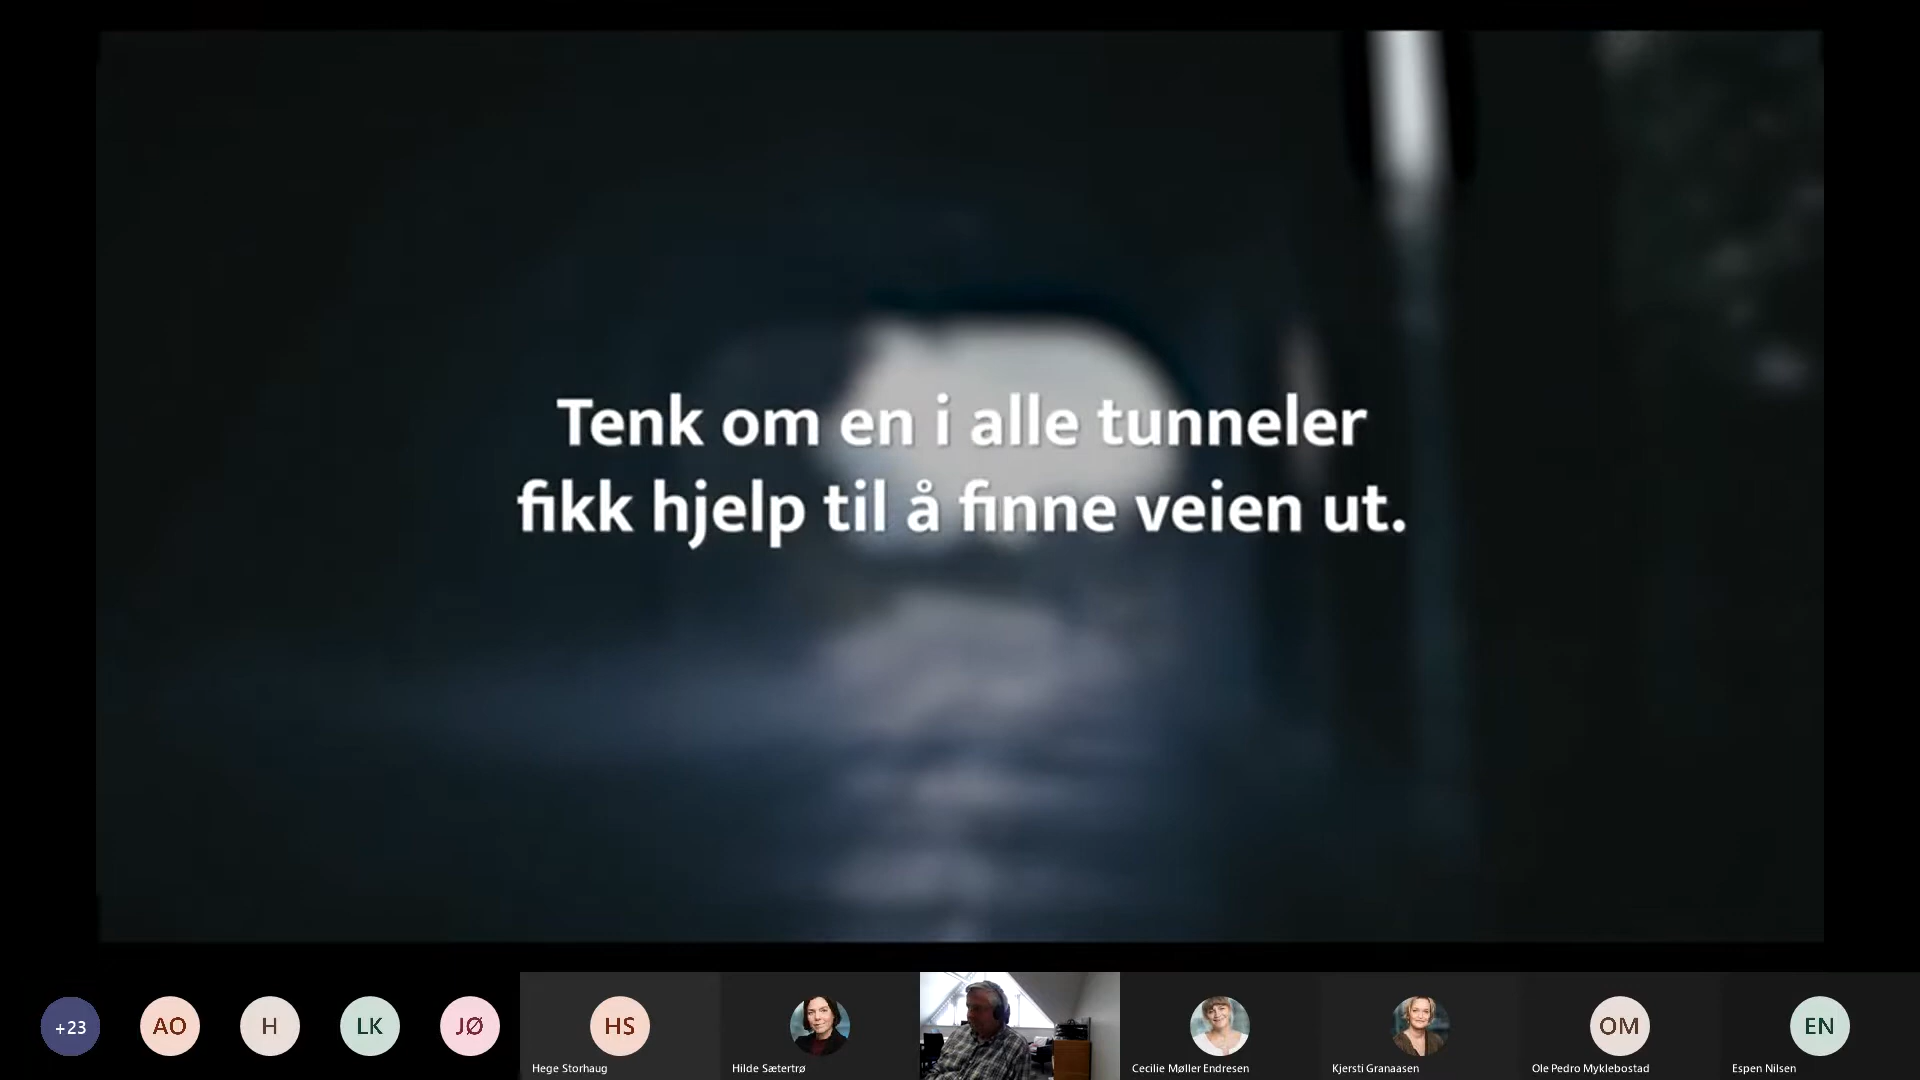 Tenk om en i alle tunneler
fikk hjelp til å finne veien ut.
+23
AO
H
LK
JØ
HS
OM
EN
Hege Storhaug
Hilde Sætertrø
Cecilie Møller Endresen
Kjersti Granaasen
Ole Pedro Myklebostad
Espen Nilsen